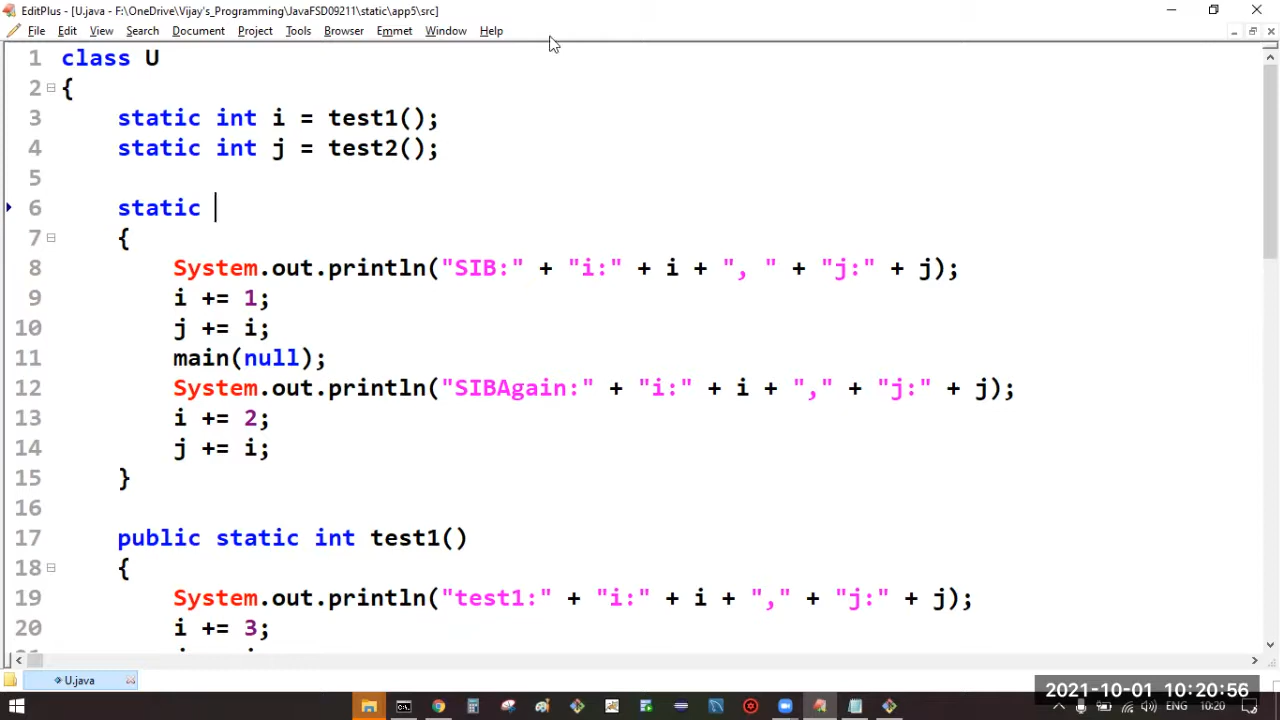 EditPlus - [U.java - F:\OneDrive\Vijay's_Programming\JavaFSD09211\static\app5\src]
File Edit View Search Document Project Tools Browser Emmet Window Help
1 class U
2 {
3 static int i = test1();
4 static int j = test2();
5
6 static
7 {
8 System.out.println("SIB:" + "i:" + i + ", " + "j:" + j);
9 i += 1;
10 j += i;
11 main(null);
12 System.out.println("SIBAgain:" + "i:" + i + "," + "j:" + j);
13 i += 2;
14 j += i;
15 }
16
17 public static int test1()
18 {
19 System.out.println("test1:" + "i:" + i + "," + "j:" + j);
20 i += 3;
U.java
2021-10-01 10:20:56
ENG 10:20